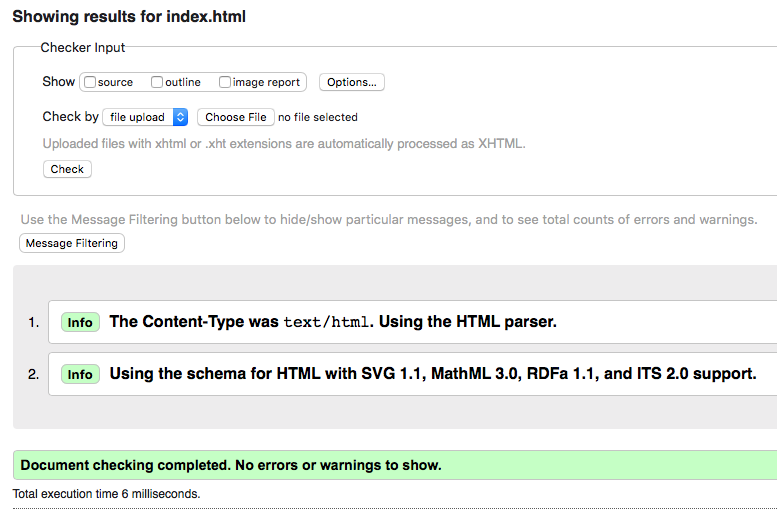 Showing results for index.html
Checker Input
Show source outline image report Options...
Check by file upload Choose File no file selected
Uploaded files with xhtml or .xht extensions are automatically processed as XHTML.
Check
Use the Message Filtering button below to hide/show particular messages, and to see total counts of errors and warnings.
Message Filtering
1. Info The Content-Type was text/html. Using the HTML parser.
2. Info Using the schema for HTML with SVG 1.1, MathML 3.0, RDFa 1.1, and ITS 2.0 support.
Document checking completed. No errors or warnings to show.
Total execution time 6 milliseconds.